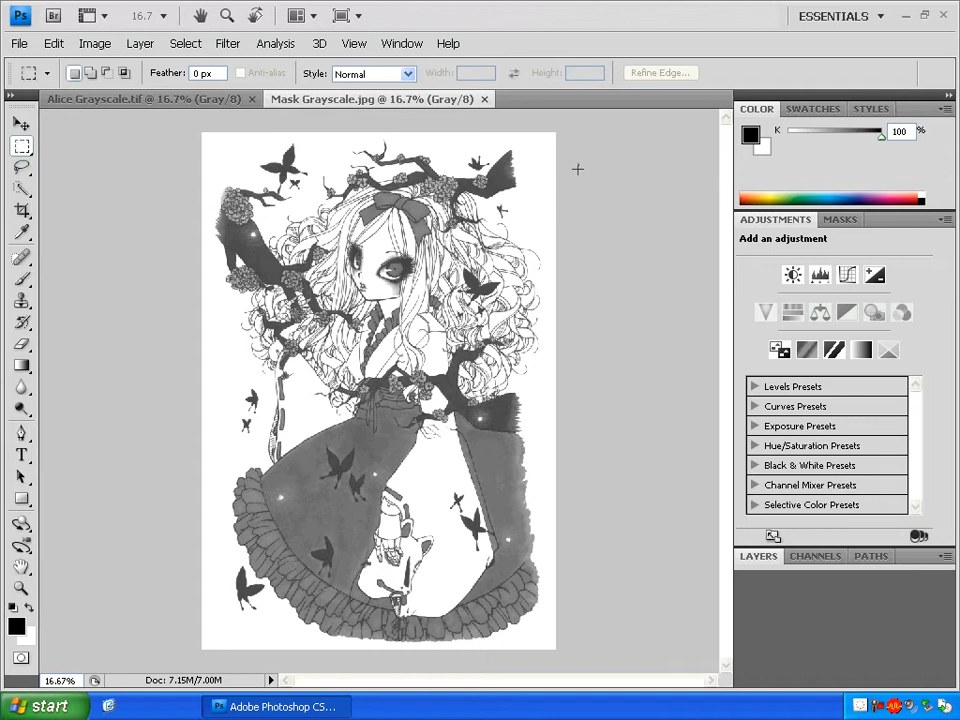 Ps Br 16.7 ESSENTIALS
File Edit Image Layer Select Filter Analysis 3D View Window Help
Feather: 0 px Anti-alias Style: Normal Width: Height: Refine Edge...
Alice Grayscale.tif @ 16.7% (Gray/8) Mask Grayscale.jpg @ 16.7% (Gray/8)
COLOR SWATCHES STYLES
K 100 %
ADJUSTMENTS MASKS
Add an adjustment
Levels Presets
Curves Presets
Exposure Presets
Hue/Saturation Presets
Black & White Presets
Channel Mixer Presets
Selective Color Presets
LAYERS CHANNELS PATHS
16.67% Doc: 7.15M/7.00M
start Ps Adobe Photoshop CS...